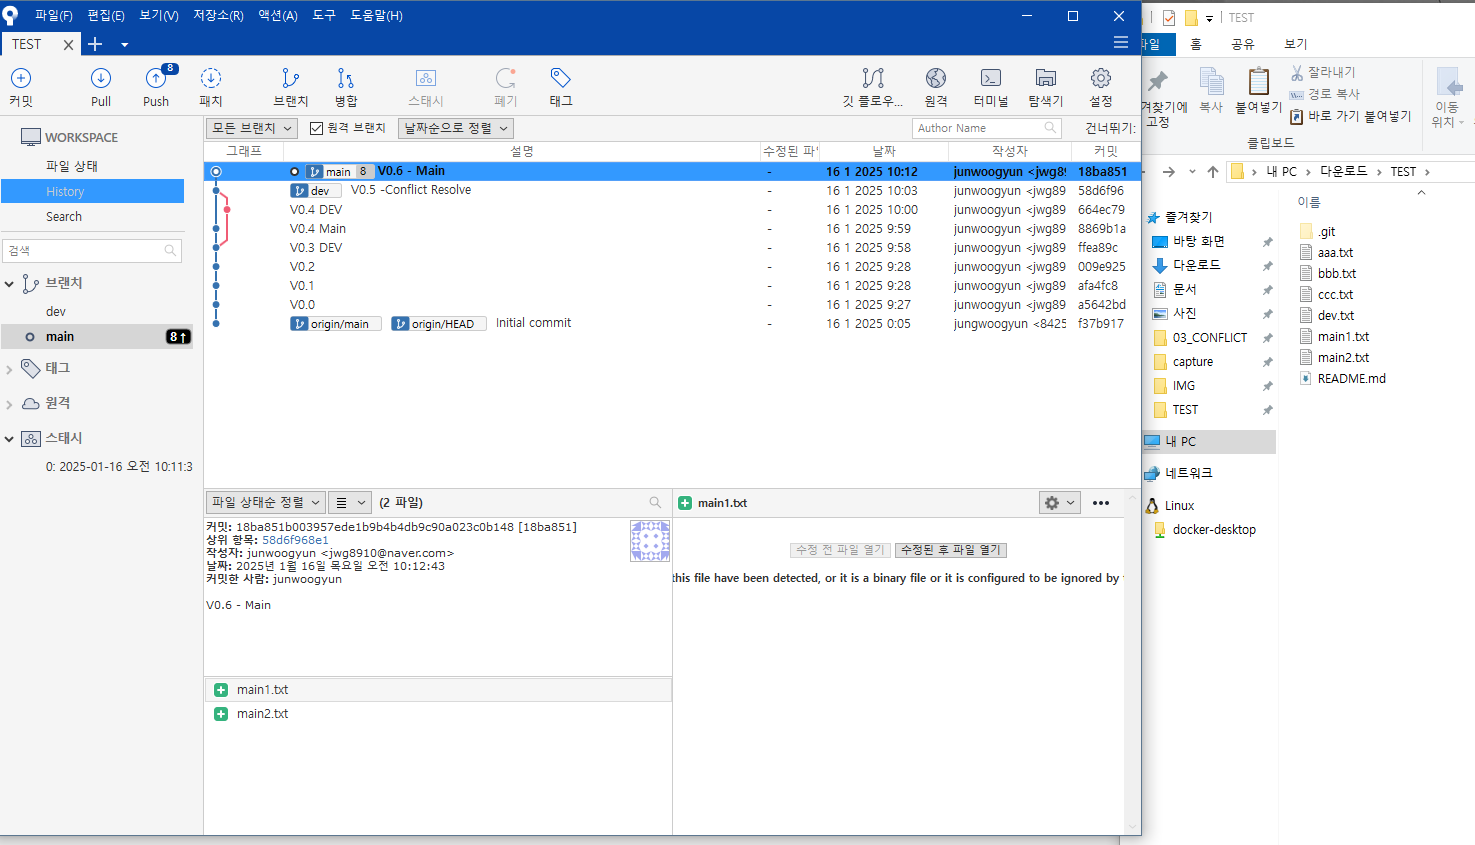 파일(F) 편집(E) 보기(V) 저장소(R) 액션(A) 도구 도움말(H)
TEST
커밋 Pull 8 Push 패치 브랜치 병합 스태시 폐기 태그 깃 플로우... 원격 터미널 탐색기 설정
WORKSPACE
파일 상태
History
Search
검색
브랜치
dev
main 8↑
태그
원격
스태시
0: 2025-01-16 오전 10:11:3
모든 브랜치 원격 브랜치 날짜순으로 정렬 Author Name 건너뛰기:
그래프 설명 수정된 파일 날짜 작성자 커밋
main 8 V0.6 - Main - 16 1 2025 10:12 junwoogyun <jwg89 18ba851
dev V0.5 -Conflict Resolve - 16 1 2025 10:03 junwoogyun <jwg89 58d6f96
V0.4 DEV - 16 1 2025 10:00 junwoogyun <jwg89 664ec79
V0.4 Main - 16 1 2025 9:59 junwoogyun <jwg89 8869b1a
V0.3 DEV - 16 1 2025 9:58 junwoogyun <jwg89 ffea89c
V0.2 - 16 1 2025 9:28 junwoogyun <jwg89 009e925
V0.1 - 16 1 2025 9:28 junwoogyun <jwg89 afa4fc8
V0.0 - 16 1 2025 9:27 junwoogyun <jwg89 a5642bd
origin/main origin/HEAD Initial commit - 16 1 2025 0:05 jungwoogyun <8425 f37b917
파일 상태순 정렬 (2 파일)
커밋: 18ba851b003957ede1b9b4b4db9c90a023c0b148 [18ba851]
상위 항목: 58d6f968e1
작성자: junwoogyun <jwg8910@naver.com>
날짜: 2025년 1월 16일 목요일 오전 10:12:43
커밋한 사람: junwoogyun
V0.6 - Main
main1.txt
main2.txt
main1.txt
수정 전 파일 열기 수정된 후 파일 열기
this file have been detected, or it is a binary file or it is configured to be ignored by
TEST
파일 홈 공유 보기
겨찾기에 고정
복사
붙여넣기
잘라내기
경로 복사
바로 가기 붙여넣기
이동 위치
클립보드
내 PC > 다운로드 > TEST >
즐겨찾기
바탕 화면
다운로드
문서
사진
03_CONFLICT
capture
IMG
TEST
내 PC
네트워크
Linux
docker-desktop
이름
.git
aaa.txt
bbb.txt
ccc.txt
dev.txt
main1.txt
main2.txt
README.md